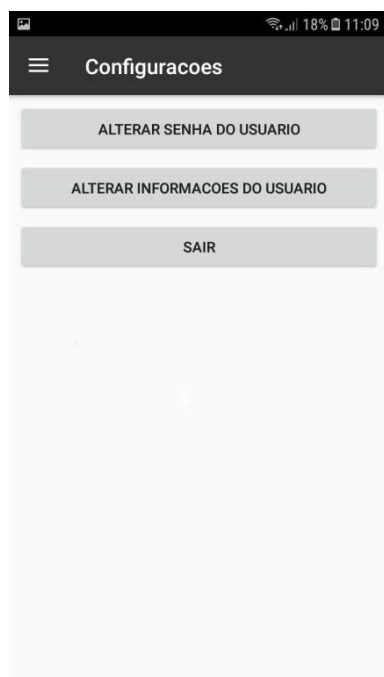 18% 11:09
Configuracoes
ALTERAR SENHA DO USUARIO
ALTERAR INFORMACOES DO USUARIO
SAIR